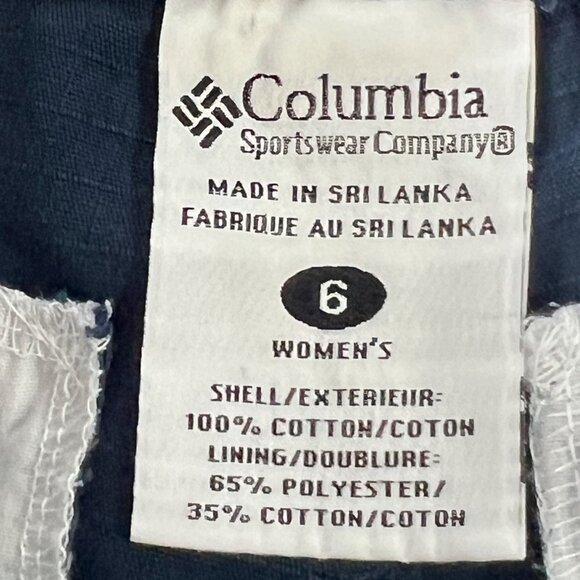 Columbia
Sportswear Company®
MADE IN SRI LANKA
FABRIQUE AU SRI LANKA
6
WOMEN'S
SHELL/EXTERIEUR:
100% COTTON/COTON
LINING/DOUBLURE:
65% POLYESTER/
35% COTTON/COTON